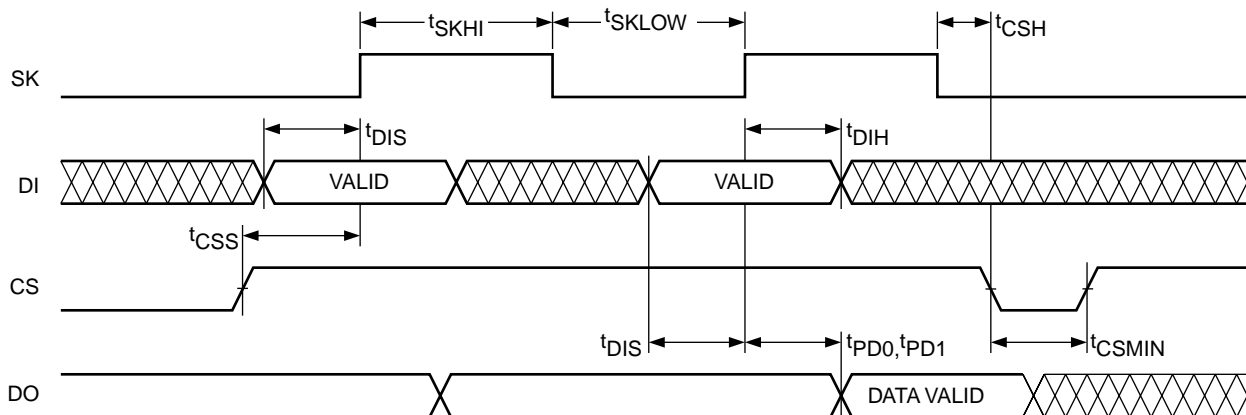 tSKHI tSKLOW tCSH
SK
tDIS tDIH
DI VALID VALID
tCSS
CS
tDIS tPD0,tPD1 tCSMIN
DO DATA VALID